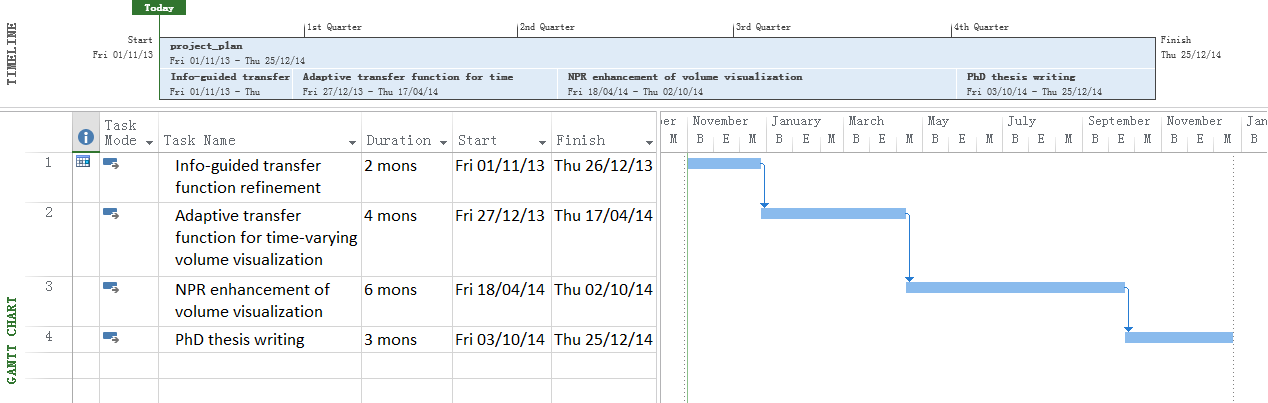 Today
TIMELINE
Start
Fri 01/11/13
1st Quarter
2nd Quarter
3rd Quarter
4th Quarter
Finish
Thu 25/12/14
project_plan
Fri 01/11/13 - Thu 25/12/14
Info-guided transfer
Fri 01/11/13 - Thu
Adaptive transfer function for time
Fri 27/12/13 - Thu 17/04/14
NPR enhancement of volume visualization
Fri 18/04/14 - Thu 02/10/14
PhD thesis writing
Fri 03/10/14 - Thu 25/12/14
GANTT CHART
Task Mode
Task Name
Duration
Start
Finish
ber
November
January
March
May
July
September
November
Jan
M B E M B E M B E M B E M B E M B E M B E M B
1
Info-guided transfer
function refinement
2 mons
Fri 01/11/13
Thu 26/12/13
2
Adaptive transfer
function for time-varying
volume visualization
4 mons
Fri 27/12/13
Thu 17/04/14
3
NPR enhancement of
volume visualization
6 mons
Fri 18/04/14
Thu 02/10/14
4
PhD thesis writing
3 mons
Fri 03/10/14
Thu 25/12/14